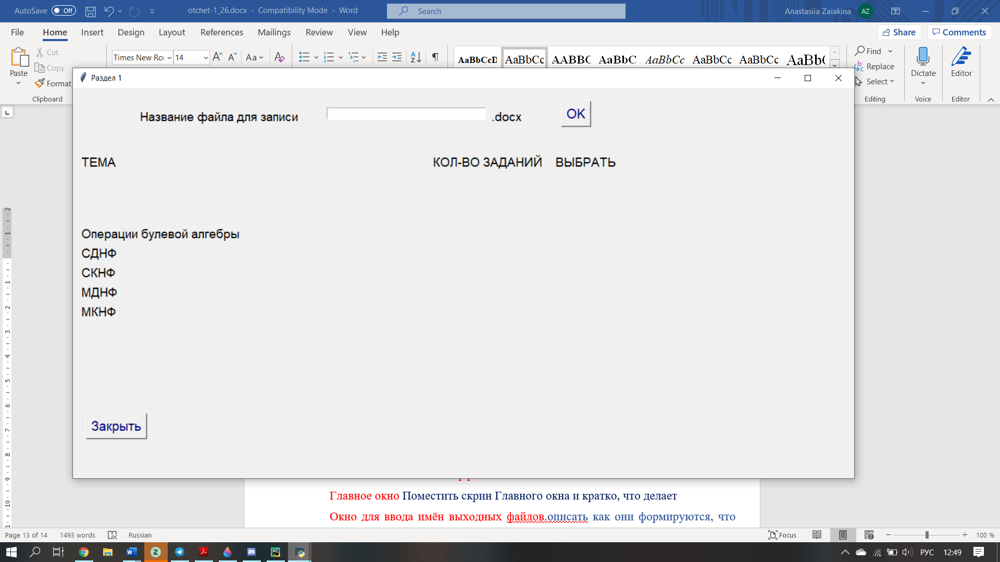 AutoSave Off otchet-1_26.docx - Compatibility Mode - Word Search Anastasiia Zaiakina AZ
File Home Insert Design Layout References Mailings Review View Help Share Comments
Paste Cut Copy Format Clipboard
Times New Ro 14 Aa
AaBbCcD AaBbCc AABBC AaBbC AaBbCc AaBbCc AaBbCc AaBb(
Find Replace Select Editing
Dictate Voice
Editor Editor
Раздел 1
Название файла для записи .docx OK
ТЕМА КОЛ-ВО ЗАДАНИЙ ВЫБРАТЬ
Операции булевой алгебры
СДНФ
СКНФ
МДНФ
МКНФ
Закрыть
Главное окно Поместить скрин Главного окна и кратко, что делает
Окно для ввода имён выходных файлов.описать как они формируются, что
Page 13 of 14 1493 words Russian Focus 100 %
РУС 12:49